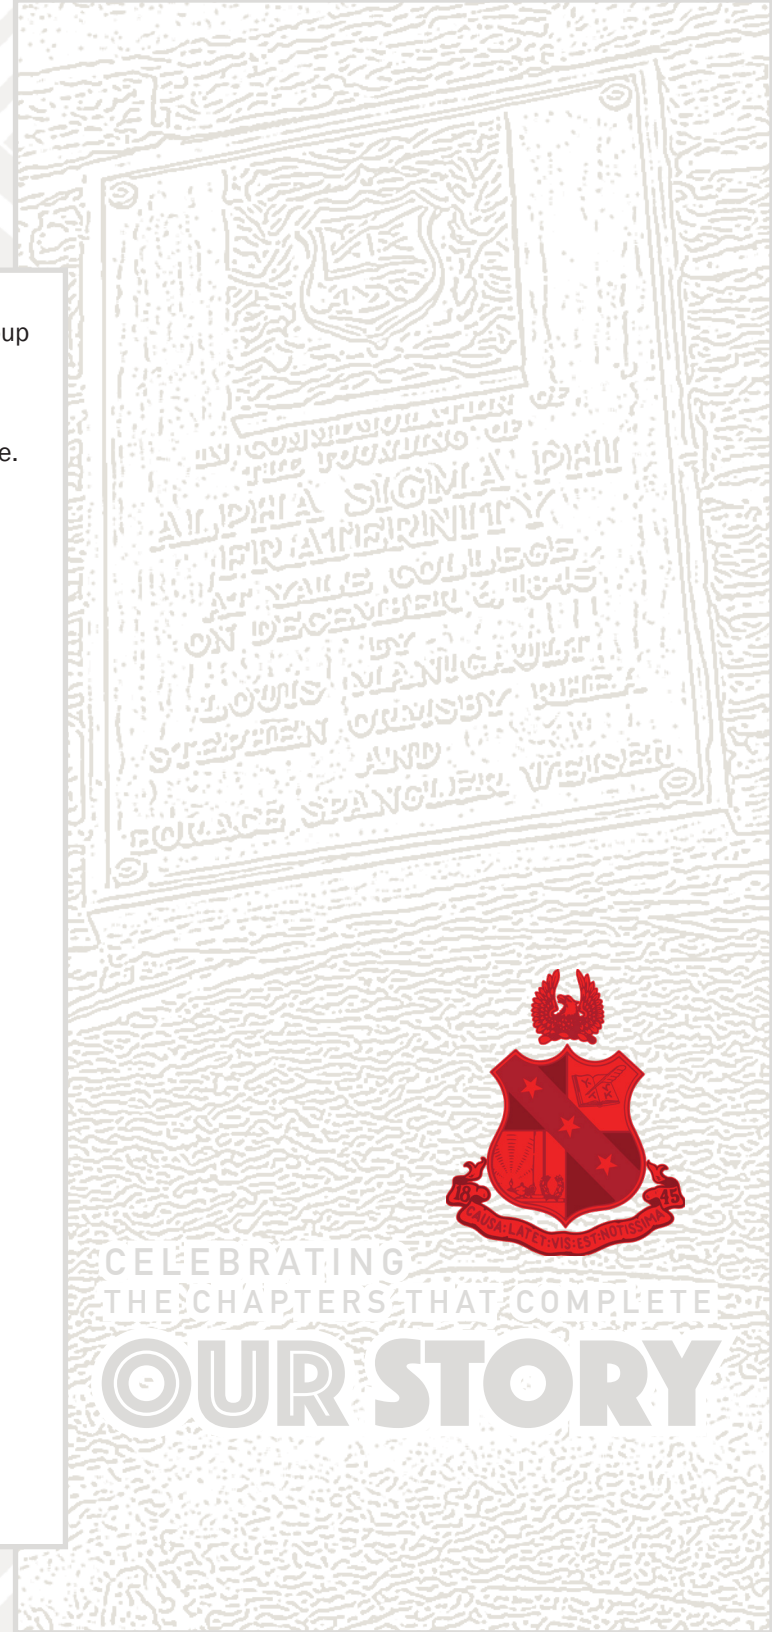 up
e.
IN COMMEMORATION OF
THE FOUNDING OF
ALPHA SIGMA PHI
FRATERNITY
AT YALE COLLEGE
ON DECEMBER 6, 1845
BY
LOUIS MANIGAULT
STEPHEN ORMSBY RHEA
AND
HORACE SPANGLER WEISER
18 45
CAUSA:LATET:VIS:EST:NOTISSIMA
CELEBRATING
THE CHAPTERS THAT COMPLETE
OUR STORY